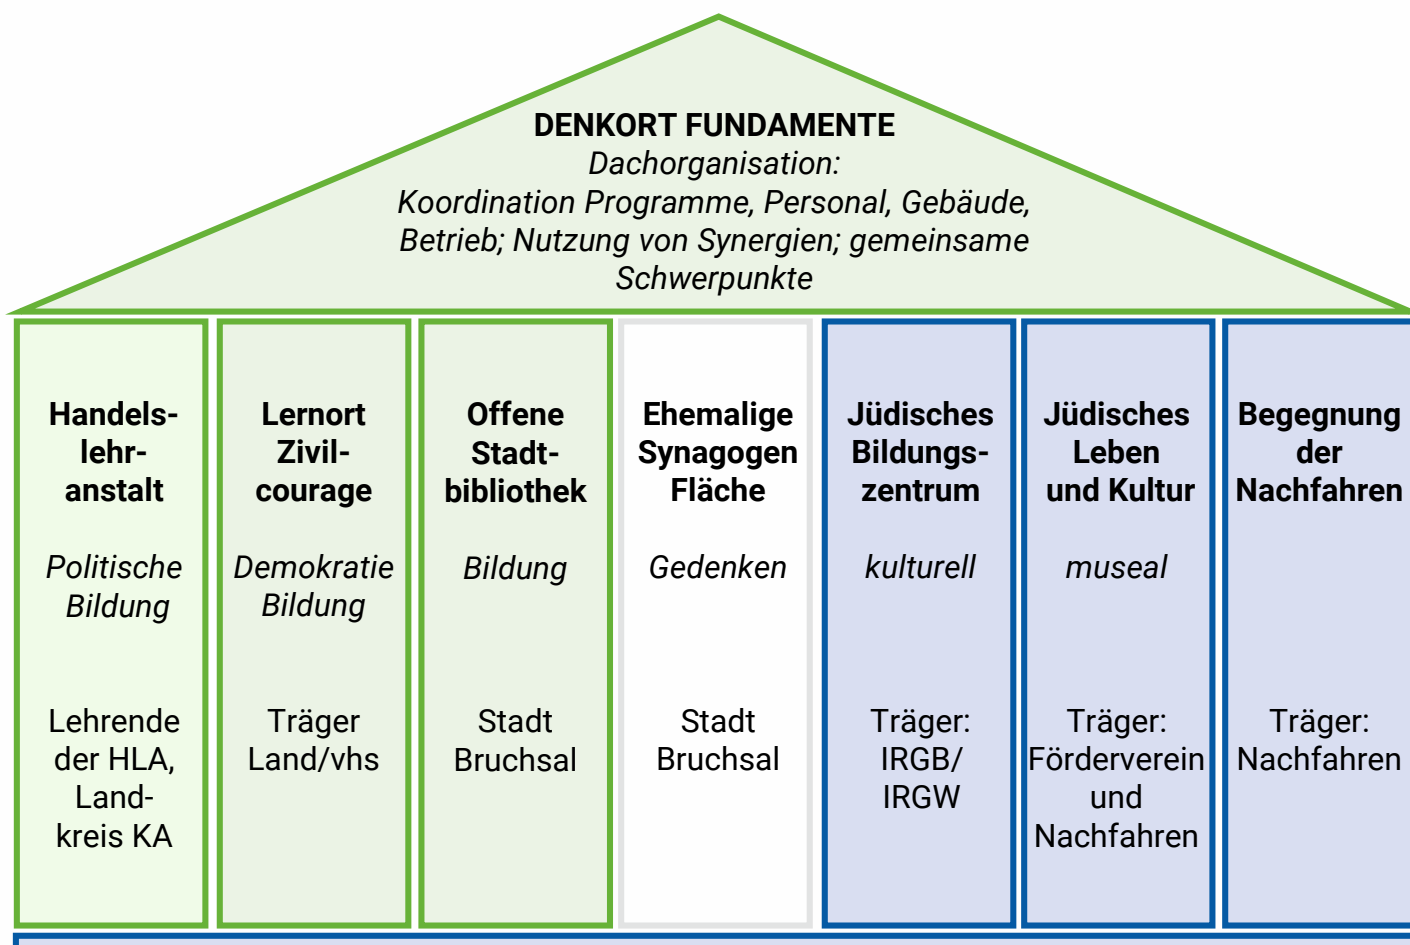 DENKORT FUNDAMENTE
Dachorganisation:
Koordination Programme, Personal, Gebäude,
Betrieb; Nutzung von Synergien; gemeinsame
Schwerpunkte
Handels-
lehr-
anstalt
Politische
Bildung
Lehrende
der HLA,
Land-
kreis KA
Lernort
Zivil-
courage
Demokratie
Bildung
Träger
Land/vhs
Offene
Stadt-
bibliothek
Bildung
Stadt
Bruchsal
Ehemalige
Synagogen
Fläche
Gedenken
Stadt
Bruchsal
Jüdisches
Bildungs-
zentrum
kulturell
Träger:
IRGB/
IRGW
Jüdisches
Leben
und Kultur
museal
Träger:
Förderverein
und
Nachfahren
Begegnung
der
Nachfahren
Träger:
Nachfahren